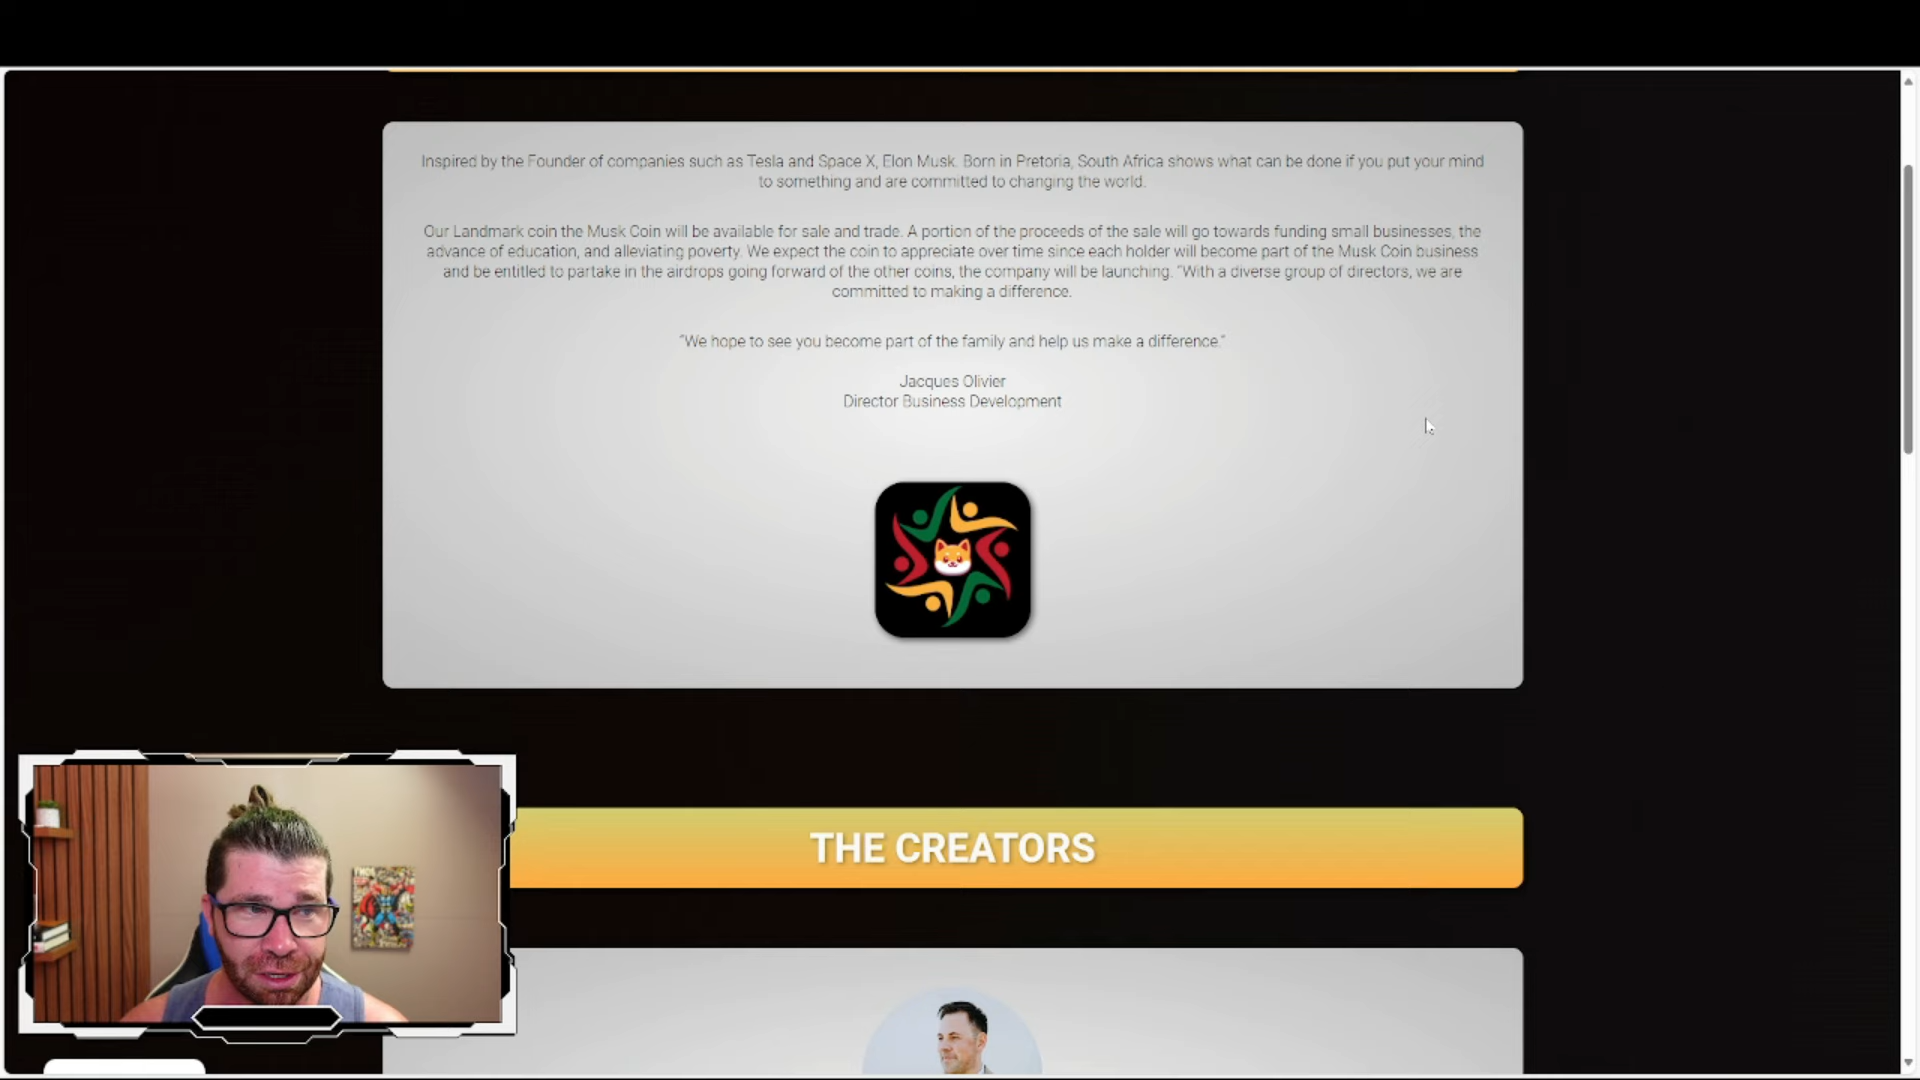 Inspired by the Founder of companies such as Tesla and Space X, Elon Musk. Born in Pretoria, South Africa shows what can be done if you put your mind
to something and are committed to changing the world.
Our Landmark coin the Musk Coin will be available for sale and trade. A portion of the proceeds of the sale will go towards funding small businesses, the
advance of education, and alleviating poverty. We expect the coin to appreciate over time since each holder will become part of the Musk Coin business
and be entitled to partake in the airdrops going forward of the other coins, the company will be launching. “With a diverse group of directors, we are
committed to making a difference.
“We hope to see you become part of the family and help us make a difference.”
Jacques Olivier
Director Business Development
THE CREATORS